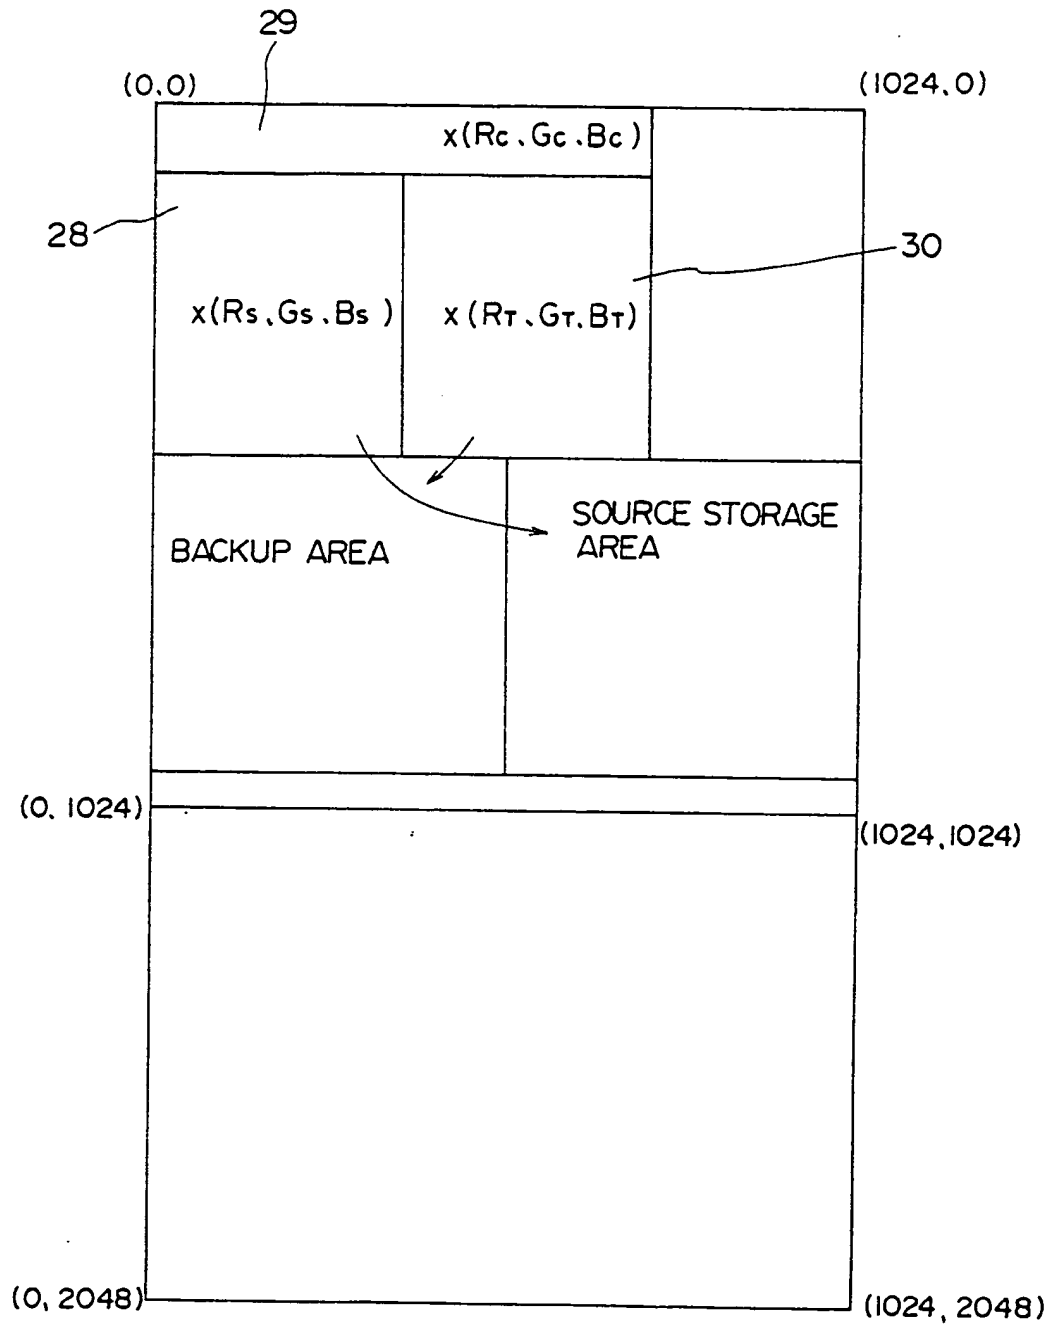 29
(0,0)
(1024,0)
x(Rc,Gc,Bc)
28
30
x(Rs,Gs,Bs)
x(RT,GT,BT)
SOURCE STORAGE
AREA
BACKUP AREA
(0,1024)
(1024,1024)
(0,2048)
(1024,2048)